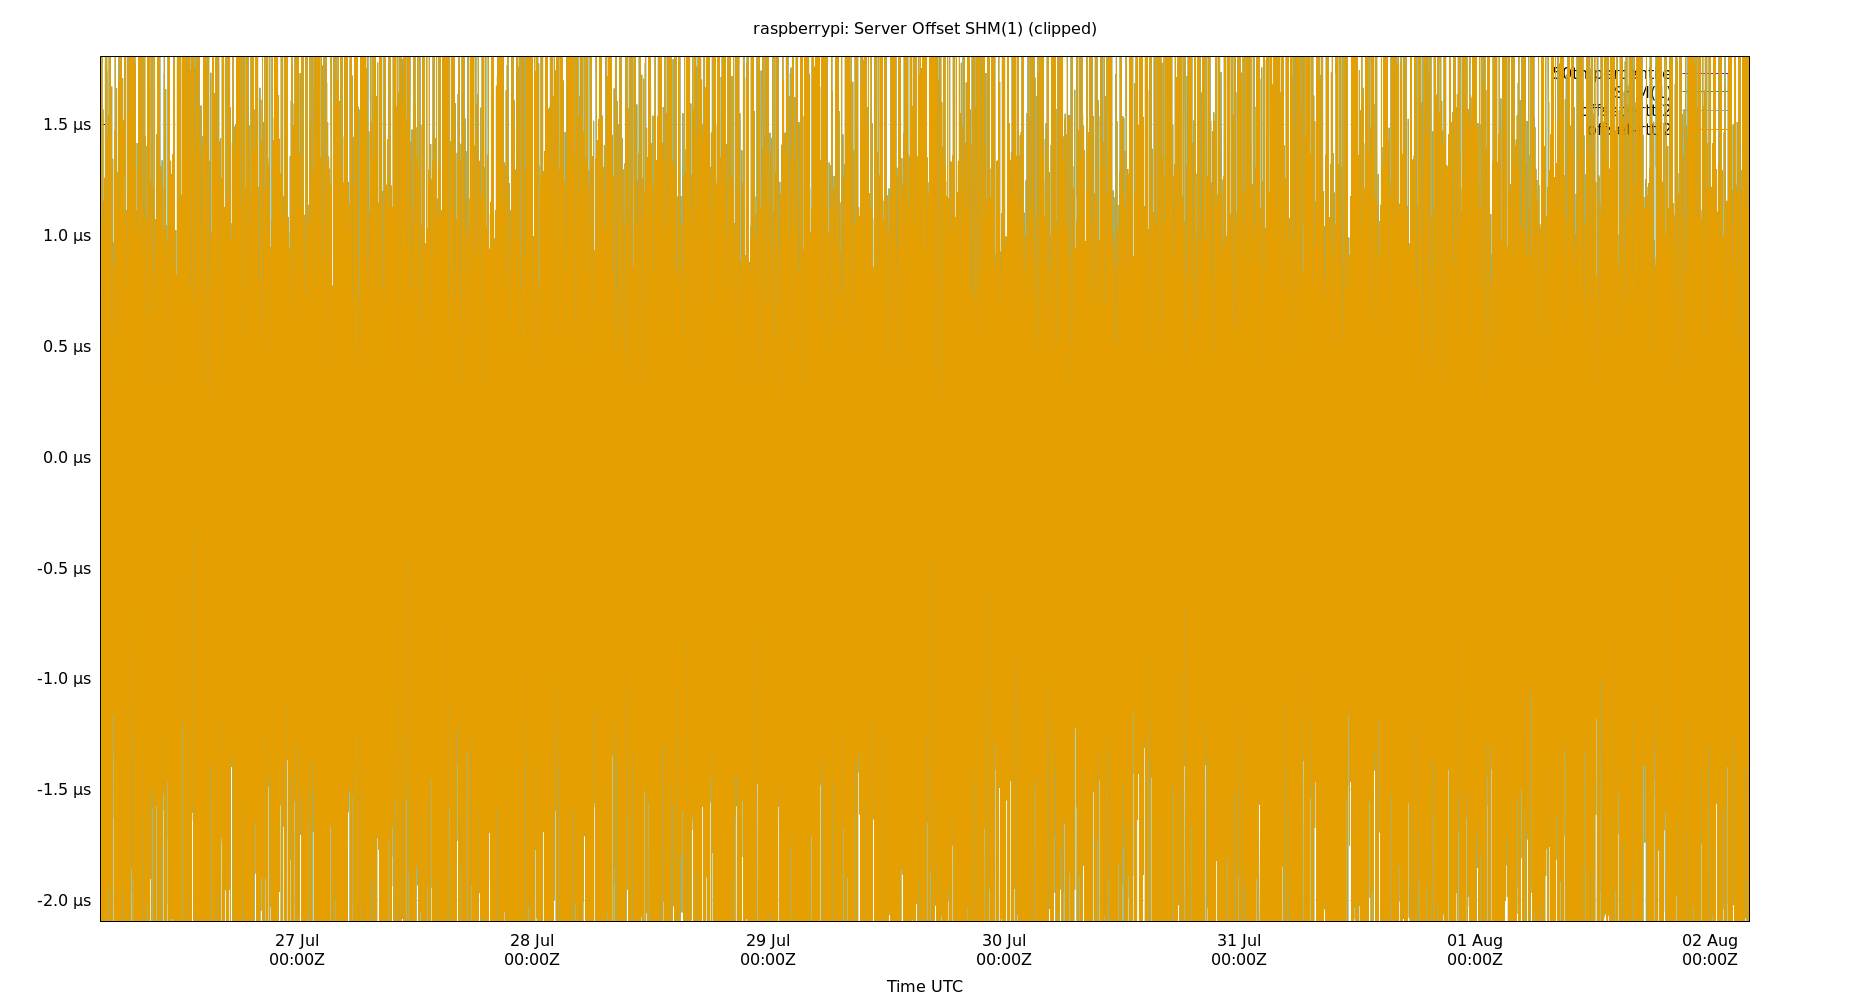 raspberrypi: Server Offset SHM(1) (clipped)
1.5 µs
1.0 µs
0.5 µs
0.0 µs
-0.5 µs
-1.0 µs
-1.5 µs
-2.0 µs
27 Jul 28 Jul 29 Jul 30 Jul 31 Jul 01 Aug 02 Aug
00:00Z 00:00Z 00:00Z 00:00Z 00:00Z 00:00Z 00:00Z
Time UTC